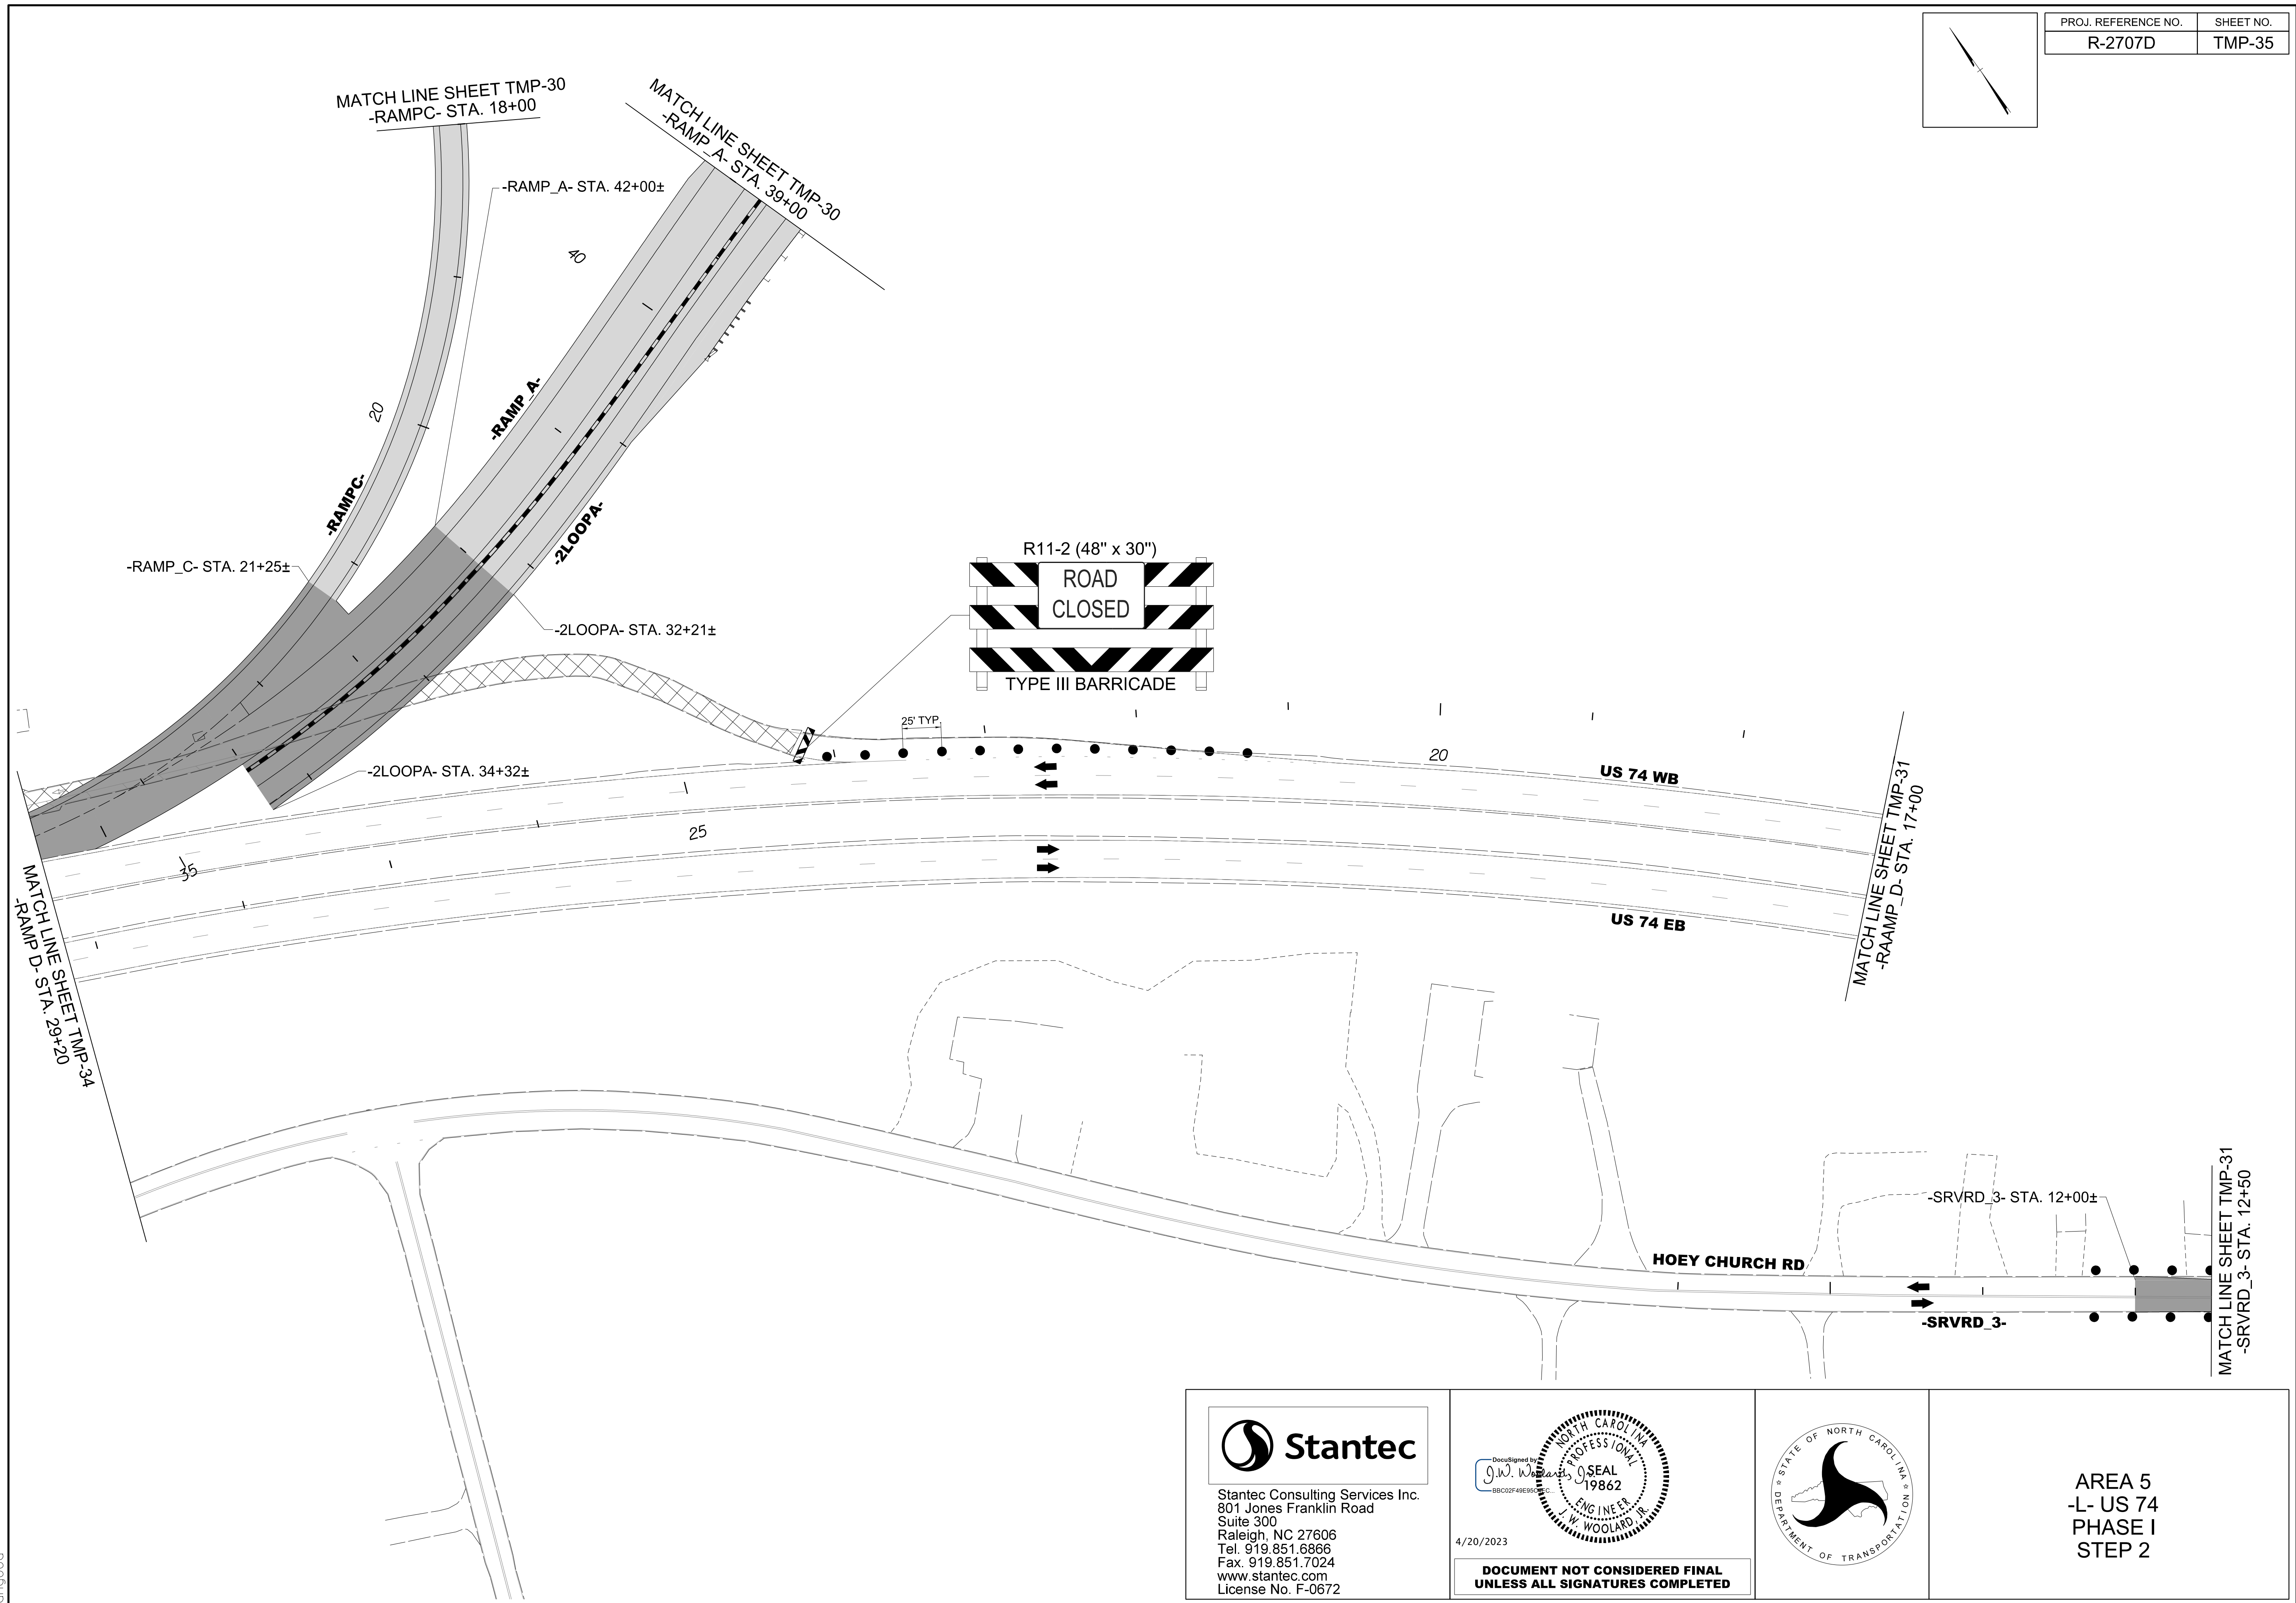 PROJ. REFERENCE NO.
SHEET NO.
R-2707D
TMP-35
MATCH LINE SHEET TMP-30
-RAMPC- STA. 18+00
MATCH LINE SHEET TMP-30
-RAMP_A- STA. 39+00
-RAMP_A- STA. 42+00±
40
20
-RAMP_A-
-RAMPC-
-2LOOPA-
-RAMP_C- STA. 21+25±
-2LOOPA- STA. 32+21±
R11-2 (48" x 30")
ROAD
CLOSED
TYPE III BARRICADE
25' TYP.
-2LOOPA- STA. 34+32±
20
US 74 WB
25
35
US 74 EB
MATCH LINE SHEET TMP-31
-RAAMP_D- STA. 17+00
MATCH LINE SHEET TMP-34
-RAMP D- STA. 29+20
-SRVRD_3- STA. 12+00±
HOEY CHURCH RD
-SRVRD_3-
MATCH LINE SHEET TMP-31
-SRVRD_3- STA. 12+50
Stantec
Stantec Consulting Services Inc.
801 Jones Franklin Road
Suite 300
Raleigh, NC 27606
Tel. 919.851.6866
Fax. 919.851.7024
www.stantec.com
License No. F-0672
DocuSigned by
J.W. Woolard, Jr.
NORTH CAROLINA
PROFESSIONAL
SEAL
19862
ENGINEER
J. W. WOOLARD, JR.
4/20/2023
DOCUMENT NOT CONSIDERED FINAL
UNLESS ALL SIGNATURES COMPLETED
STATE OF NORTH CAROLINA
DEPARTMENT OF TRANSPORTATION
AREA 5
-L- US 74
PHASE I
STEP 2